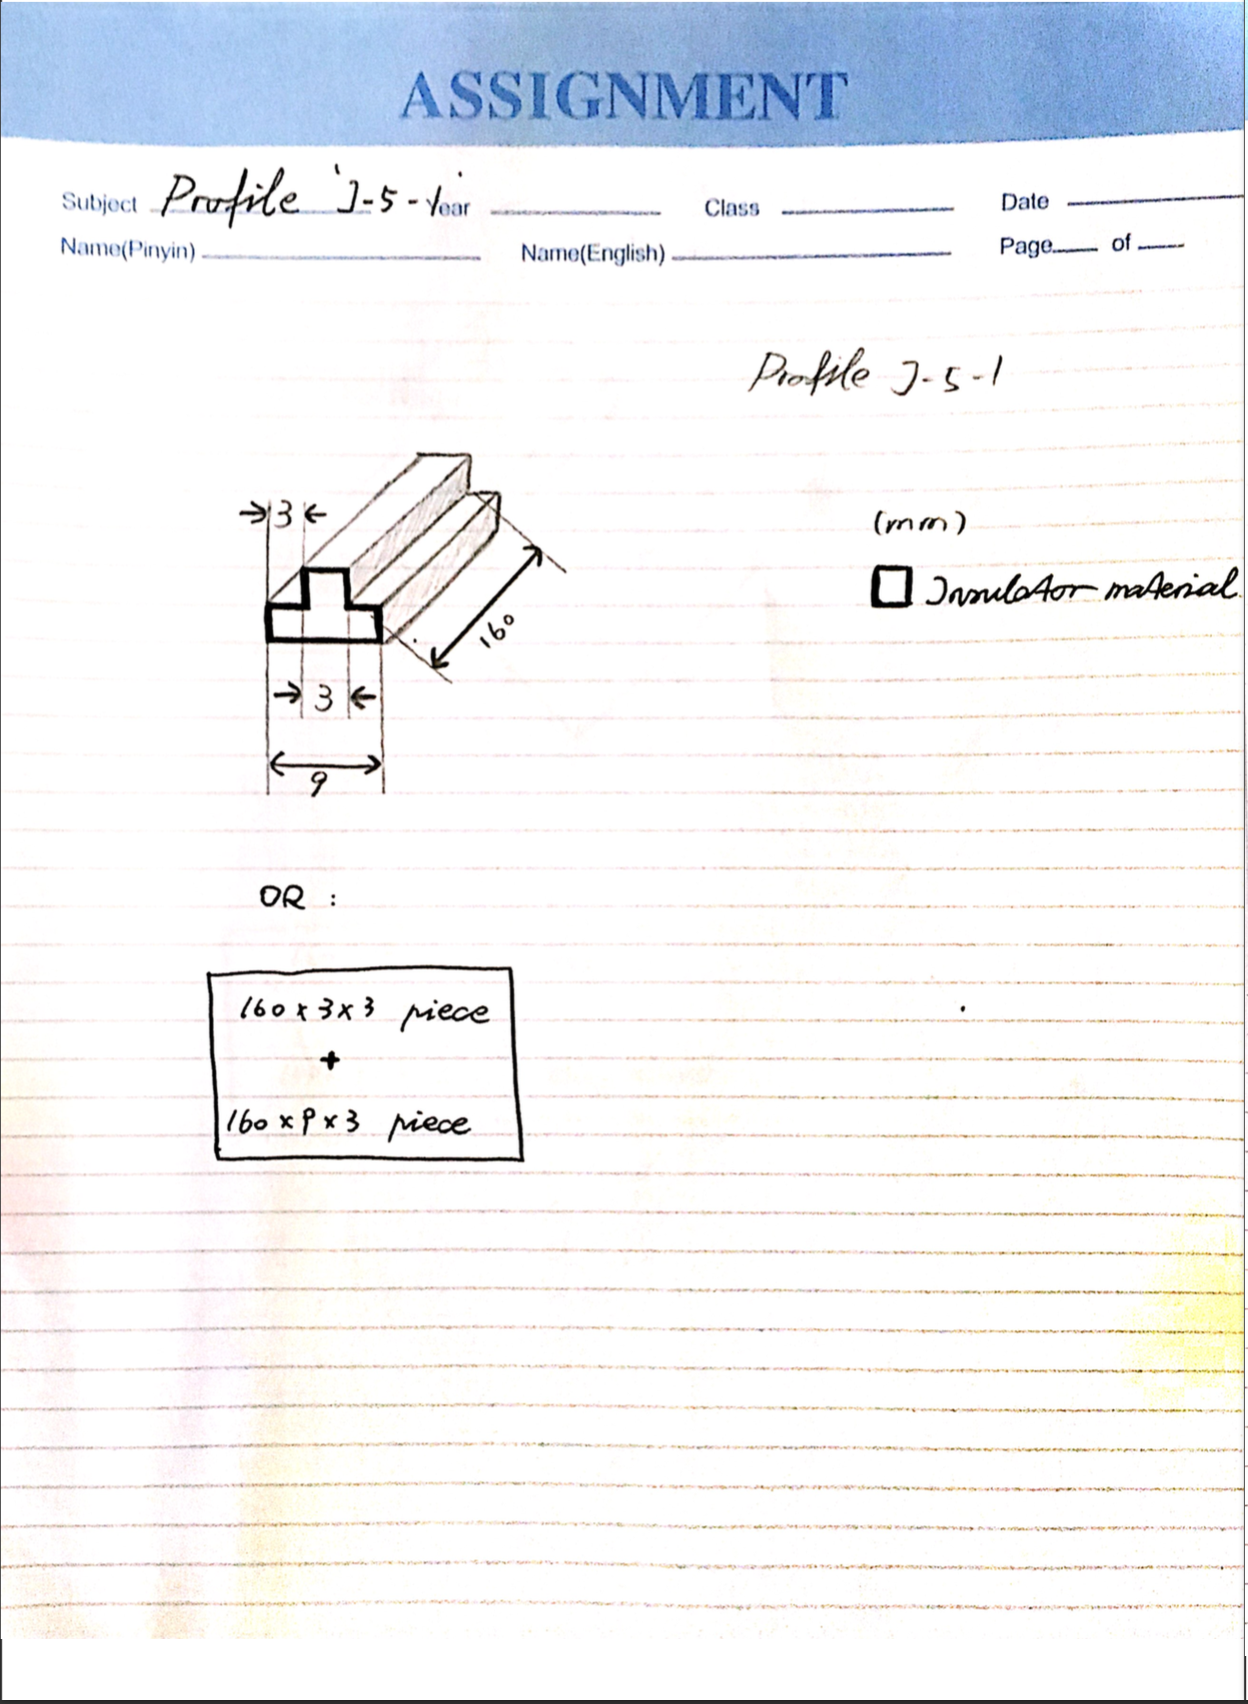 ASSIGNMENT
Subject Profile 'J-5-1' Year Class Date
Name(Pinyin) Name(English) Page of
Profile J-5-1
(mm)
Insulator material
3
160
3
9
OR :
160 x 3 x 3 piece
+
160 x 9 x 3 piece